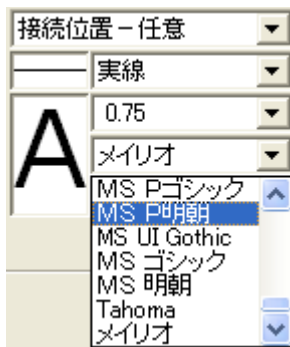 接続位置－任意
実線
0.75
A
メイリオ
MS Pゴシック
MS P明朝
MS UI Gothic
MS ゴシック
MS 明朝
Tahoma
メイリオ